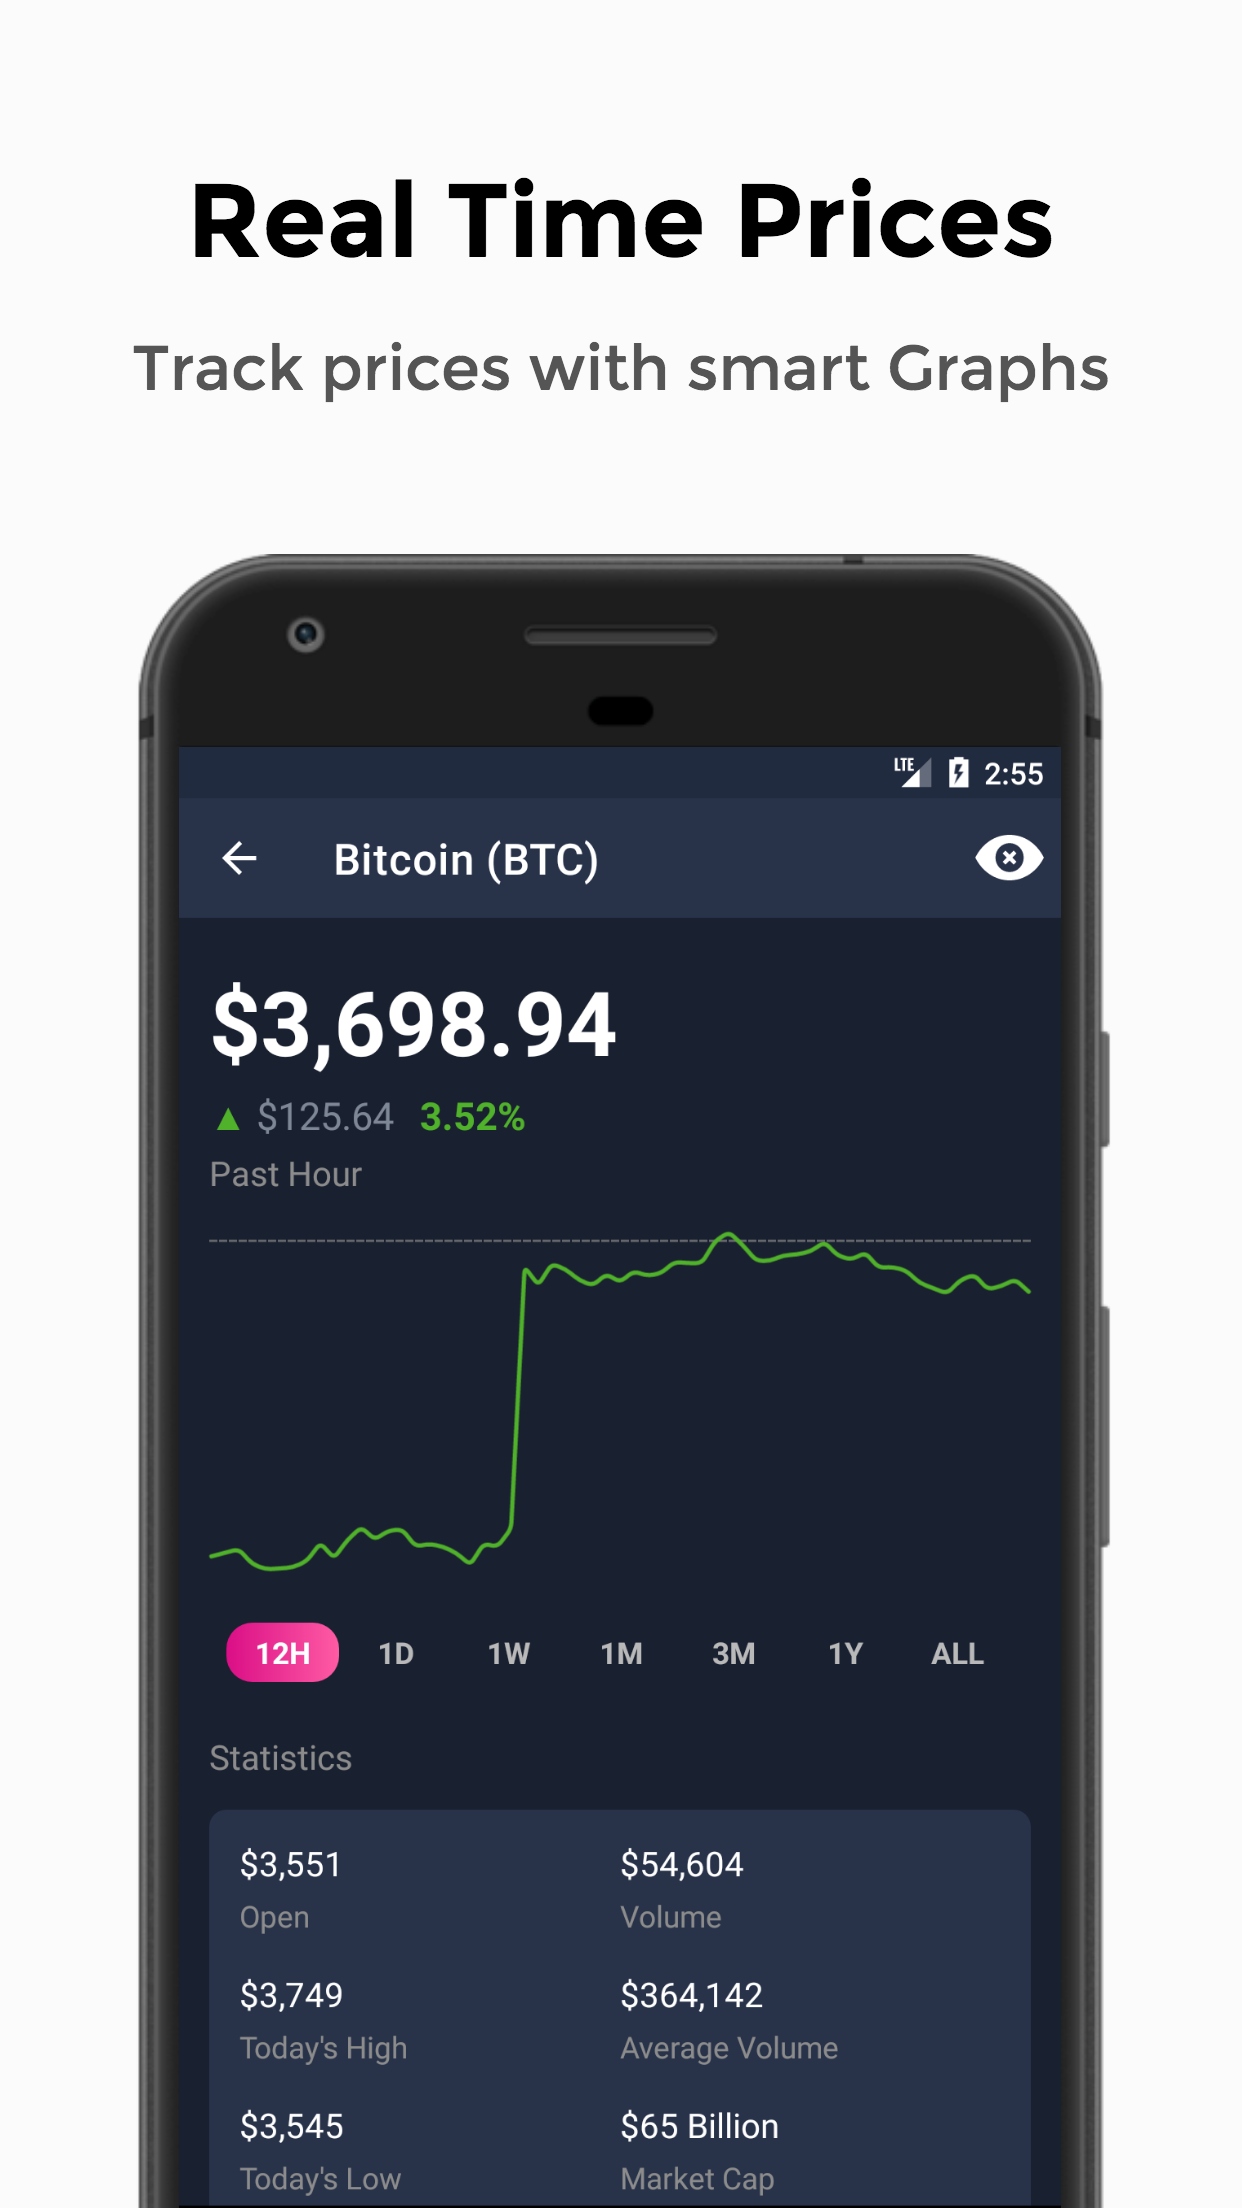 Real Time Prices
Track prices with smart Graphs
LTE 2:55
Bitcoin (BTC)
$3,698.94
▲ $125.64 3.52%
Past Hour
12H 1D 1W 1M 3M 1Y ALL
Statistics
$3,551 $54,604
Open Volume
$3,749 $364,142
Today's High Average Volume
$3,545 $65 Billion
Today's Low Market Cap